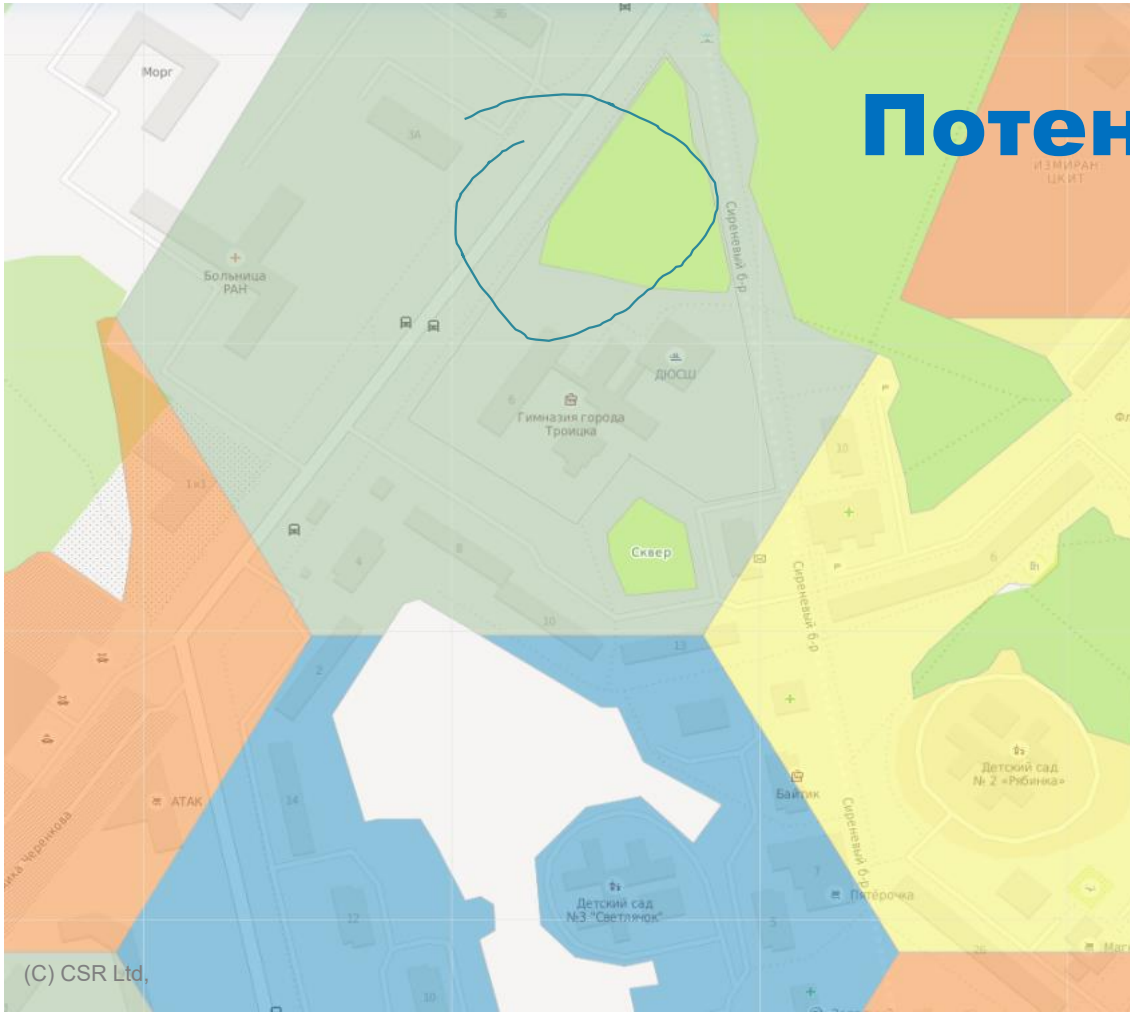 3Б
Морг
Потен
3А
ИЗМИРАН
ЦКИТ
Сиреневый б-р
Больница
РАН
ДЮСШ
6
Гимназия города
Троицка
10
1к1
8
4
Сквер
6
Сиреневый б-р
10
13
2
Детский сад
№ 2 «Рябинка»
Байтик
14
АТАК
Сиреневый б-р
7
Пятёрочка
Детский сад
№3 "Светлячок"
12
5
26
(C) CSR Ltd,
10